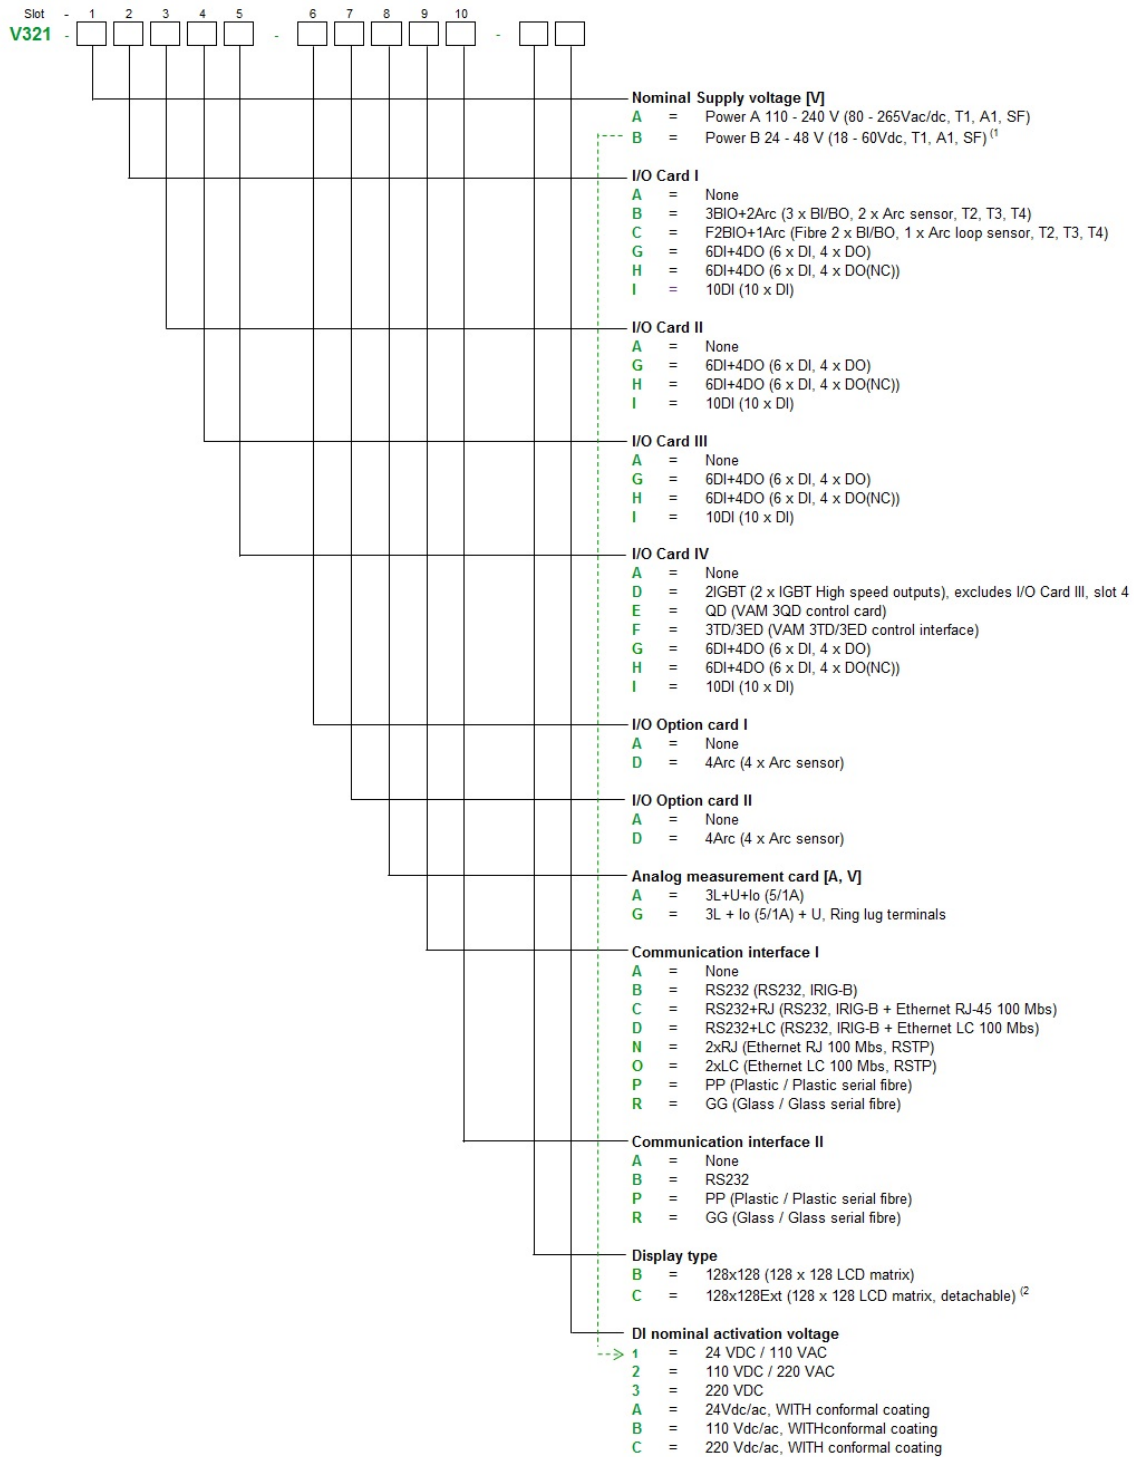 Slot - 1 2 3 4 5 6 7 8 9 10
V321 - - -
Nominal Supply voltage [V]
A = Power A 110 - 240 V (80 - 265Vac/dc, T1, A1, SF)
B = Power B 24 - 48 V (18 - 60Vdc, T1, A1, SF) (1
I/O Card I
A = None
B = 3BIO+2Arc (3 x BI/BO, 2 x Arc sensor, T2, T3, T4)
C = F2BIO+1Arc (Fibre 2 x BI/BO, 1 x Arc loop sensor, T2, T3, T4)
G = 6DI+4DO (6 x DI, 4 x DO)
H = 6DI+4DO (6 x DI, 4 x DO(NC))
I = 10DI (10 x DI)
I/O Card II
A = None
G = 6DI+4DO (6 x DI, 4 x DO)
H = 6DI+4DO (6 x DI, 4 x DO(NC))
I = 10DI (10 x DI)
I/O Card III
A = None
G = 6DI+4DO (6 x DI, 4 x DO)
H = 6DI+4DO (6 x DI, 4 x DO(NC))
I = 10DI (10 x DI)
I/O Card IV
A = None
D = 2IGBT (2 x IGBT High speed outputs), excludes I/O Card III, slot 4
E = QD (VAM 3QD control card)
F = 3TD/3ED (VAM 3TD/3ED control interface)
G = 6DI+4DO (6 x DI, 4 x DO)
H = 6DI+4DO (6 x DI, 4 x DO(NC))
I = 10DI (10 x DI)
I/O Option card I
A = None
D = 4Arc (4 x Arc sensor)
I/O Option card II
A = None
D = 4Arc (4 x Arc sensor)
Analog measurement card [A, V]
A = 3L+U+Io (5/1A)
G = 3L + Io (5/1A) + U, Ring lug terminals
Communication interface I
A = None
B = RS232 (RS232, IRIG-B)
C = RS232+RJ (RS232, IRIG-B + Ethernet RJ-45 100 Mbs)
D = RS232+LC (RS232, IRIG-B + Ethernet LC 100 Mbs)
N = 2xRJ (Ethernet RJ 100 Mbs, RSTP)
O = 2xLC (Ethernet LC 100 Mbs, RSTP)
P = PP (Plastic / Plastic serial fibre)
R = GG (Glass / Glass serial fibre)
Communication interface II
A = None
B = RS232
P = PP (Plastic / Plastic serial fibre)
R = GG (Glass / Glass serial fibre)
Display type
B = 128x128 (128 x 128 LCD matrix)
C = 128x128Ext (128 x 128 LCD matrix, detachable) (2
DI nominal activation voltage
1 = 24 VDC / 110 VAC
2 = 110 VDC / 220 VAC
3 = 220 VDC
A = 24Vdc/ac, WITH conformal coating
B = 110 Vdc/ac, WITHconformal coating
C = 220 Vdc/ac, WITH conformal coating